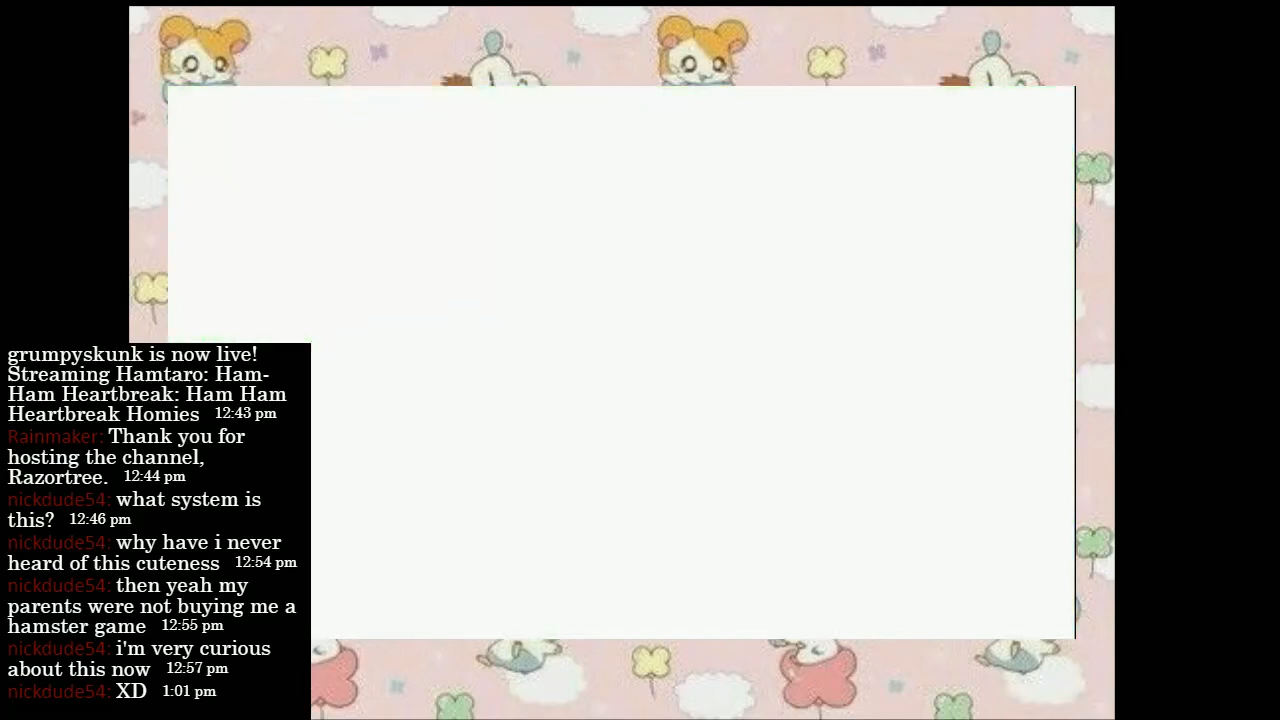 grumpyskunk is now live!
Streaming Hamtaro: Ham-
Ham Heartbreak: Ham Ham
Heartbreak Homies 12:43 pm
Rainmaker: Thank you for
hosting the channel,
Razortree. 12:44 pm
nickdude54: what system is
this? 12:46 pm
nickdude54: why have i never
heard of this cuteness 12:54 pm
nickdude54: then yeah my
parents were not buying me a
hamster game 12:55 pm
nickdude54: i'm very curious
about this now 12:57 pm
nickdude54: XD 1:01 pm